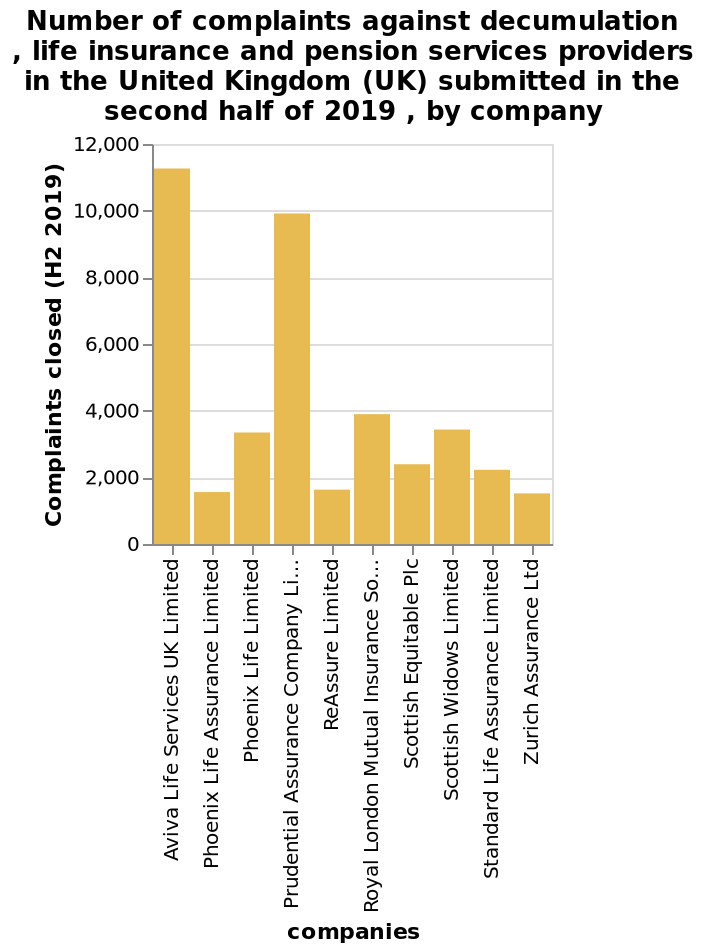 Number of complaints against decumulation
, life insurance and pension services providers
in the United Kingdom (UK) submitted in the
second half of 2019 , by company
Complaints closed (H2 2019)
12,000
10,000
8,000
6,000
4,000
2,000
0
Aviva Life Services UK Limited
Phoenix Life Assurance Limited
Phoenix Life Limited
Prudential Assurance Company Li...
ReAssure Limited
Royal London Mutual Insurance So...
Scottish Equitable Plc
Scottish Widows Limited
Standard Life Assurance Limited
Zurich Assurance Ltd
companies